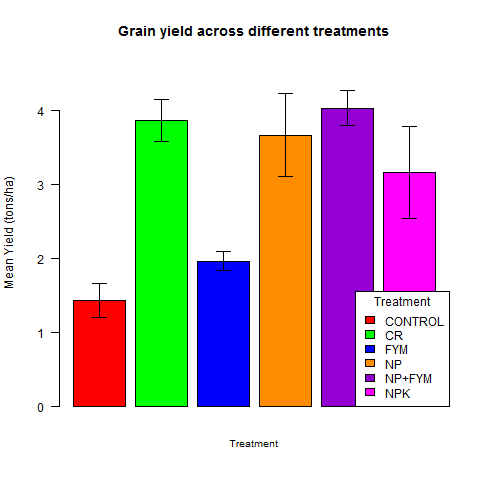 Grain yield across different treatments
Mean Yield (tons/ha)
4
3
2
1
0
Treatment
CONTROL
CR
FYM
NP
NP+FYM
NPK
Treatment